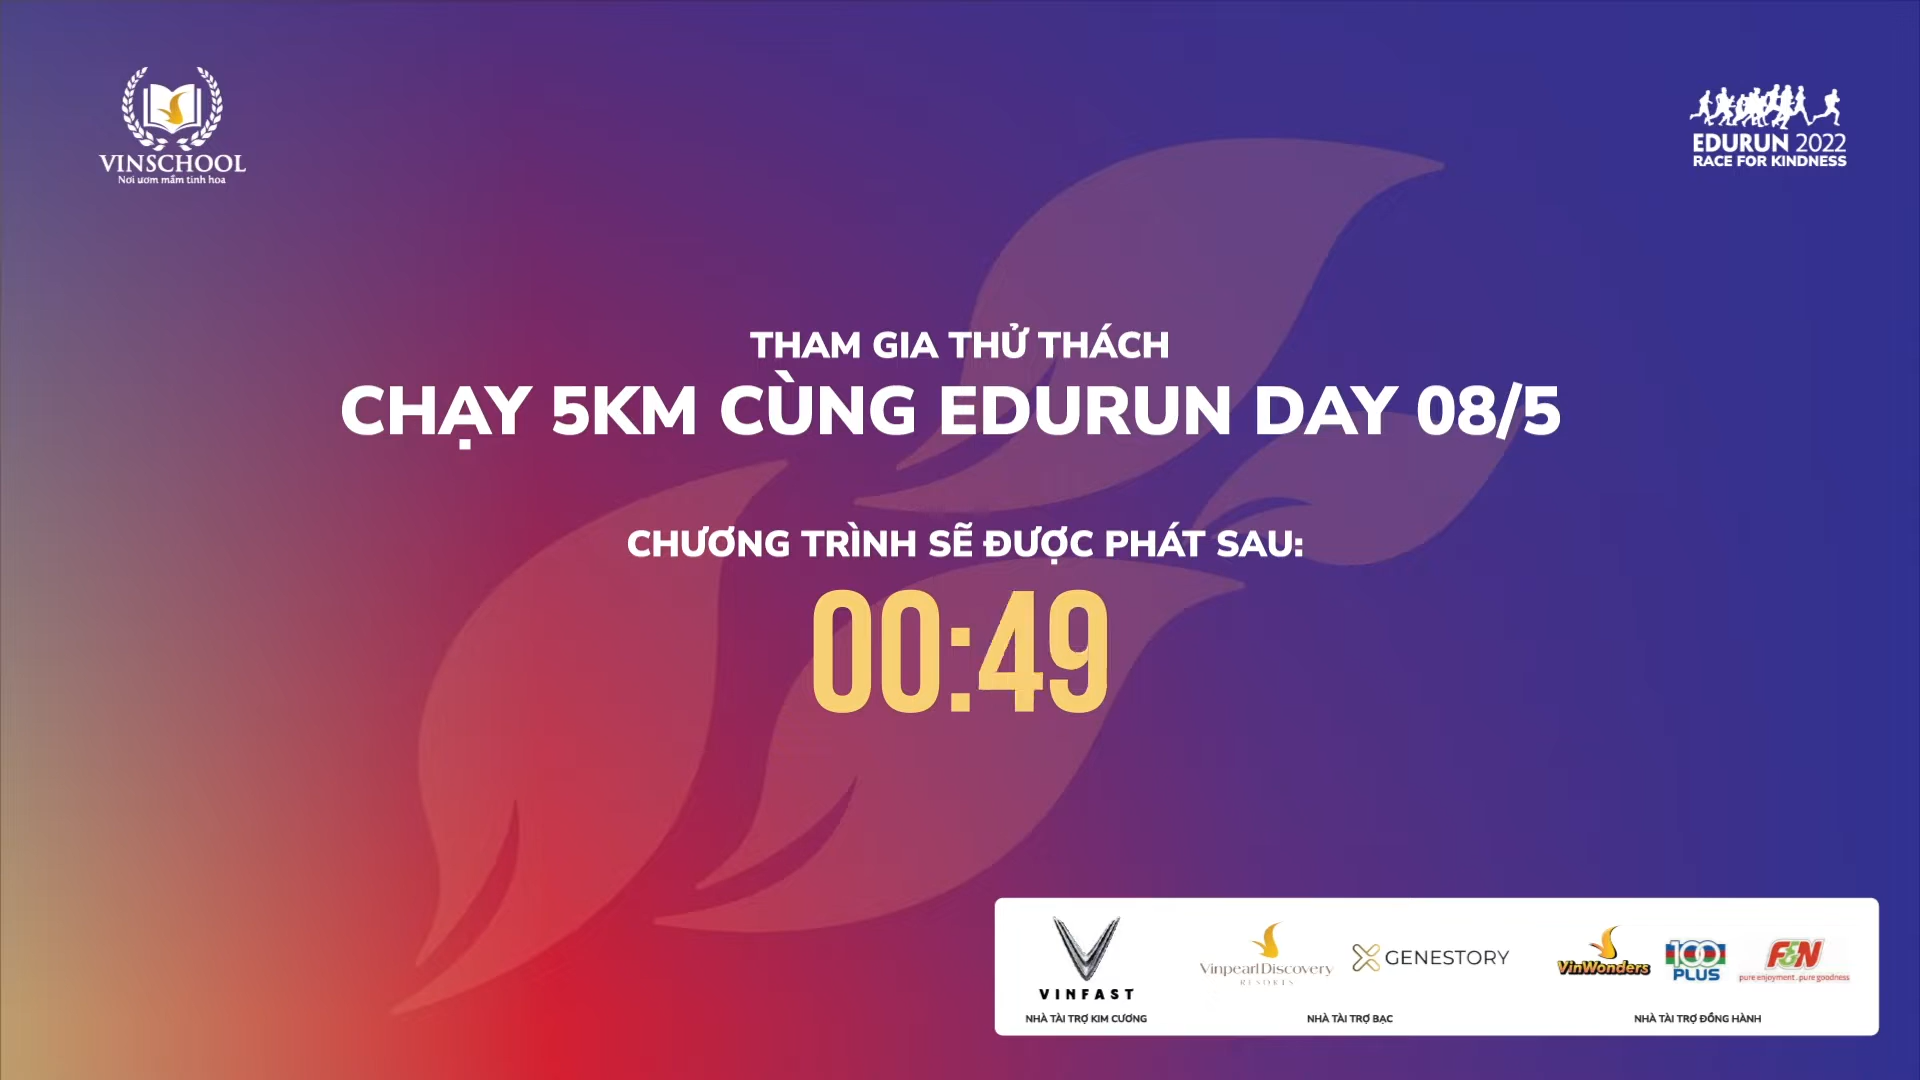 VINSCHOOL
Nơi ươm mầm tinh hoa
EDURUN 2022
RACE FOR KINDNESS
THAM GIA THỬ THÁCH
CHẠY 5KM CÙNG EDURUN DAY 08/5
CHƯƠNG TRÌNH SẼ ĐƯỢC PHÁT SAU:
00:49
VINFAST
NHÀ TÀI TRỢ KIM CƯƠNG
Vinpearl Discovery
RESORTS
GENESTORY
NHÀ TÀI TRỢ BẠC
VinWonders
100
PLUS
F&N
pure enjoyment. pure goodness
NHÀ TÀI TRỢ ĐỒNG HÀNH